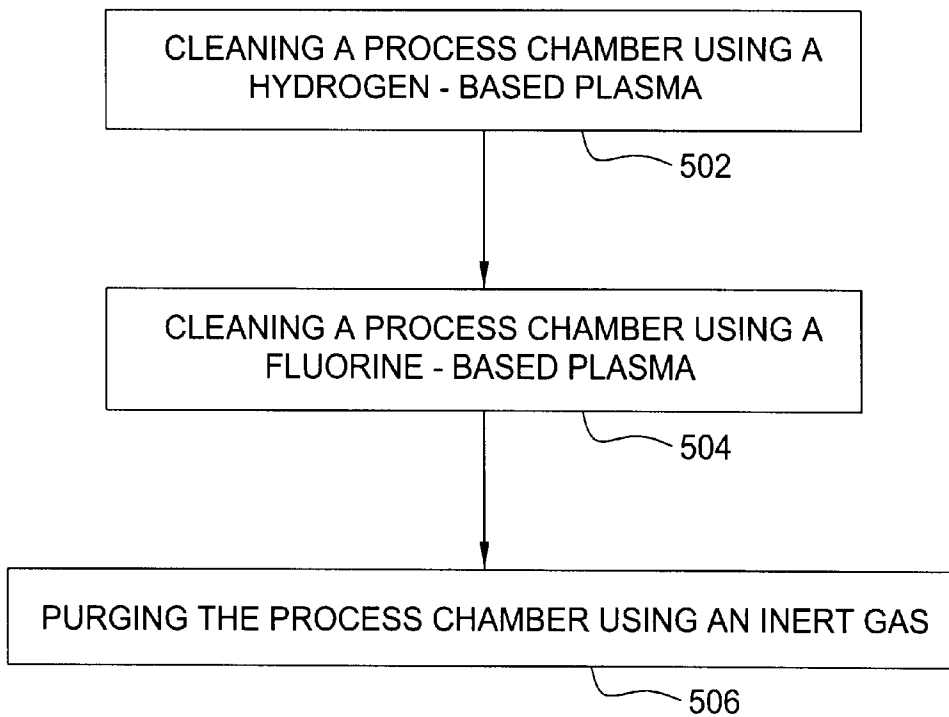 CLEANING A PROCESS CHAMBER USING A
HYDROGEN - BASED PLASMA
502
CLEANING A PROCESS CHAMBER USING A
FLUORINE - BASED PLASMA
504
PURGING THE PROCESS CHAMBER USING AN INERT GAS
506